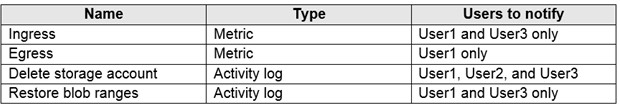 Name Type Users to notify
Ingress Metric User1 and User3 only
Egress Metric User1 only
Delete storage account Activity log User1, User2, and User3
Restore blob ranges Activity log User1 and User3 only